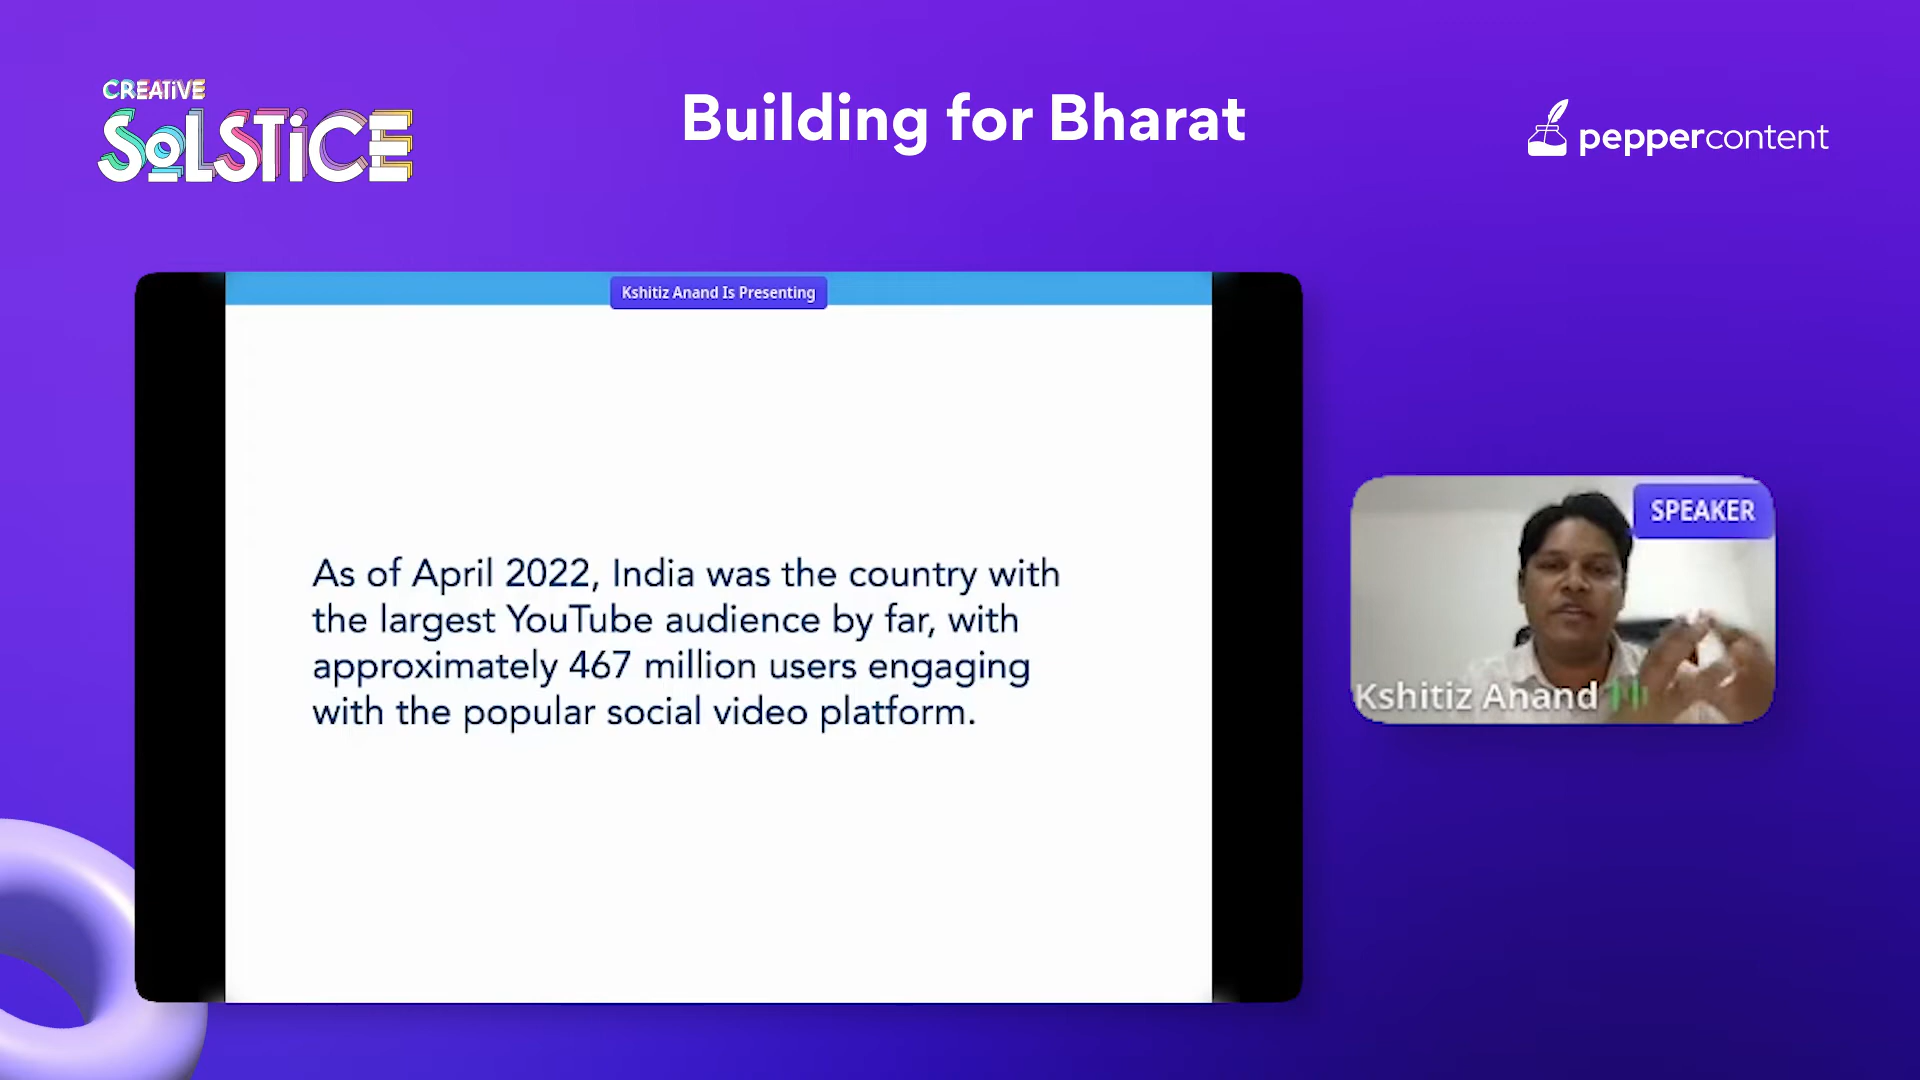 CREATiVE
SoLSTiCE
Building for Bharat
peppercontent
Kshitiz Anand Is Presenting
As of April 2022, India was the country with
the largest YouTube audience by far, with
approximately 467 million users engaging
with the popular social video platform.
SPEAKER
Kshitiz Anand